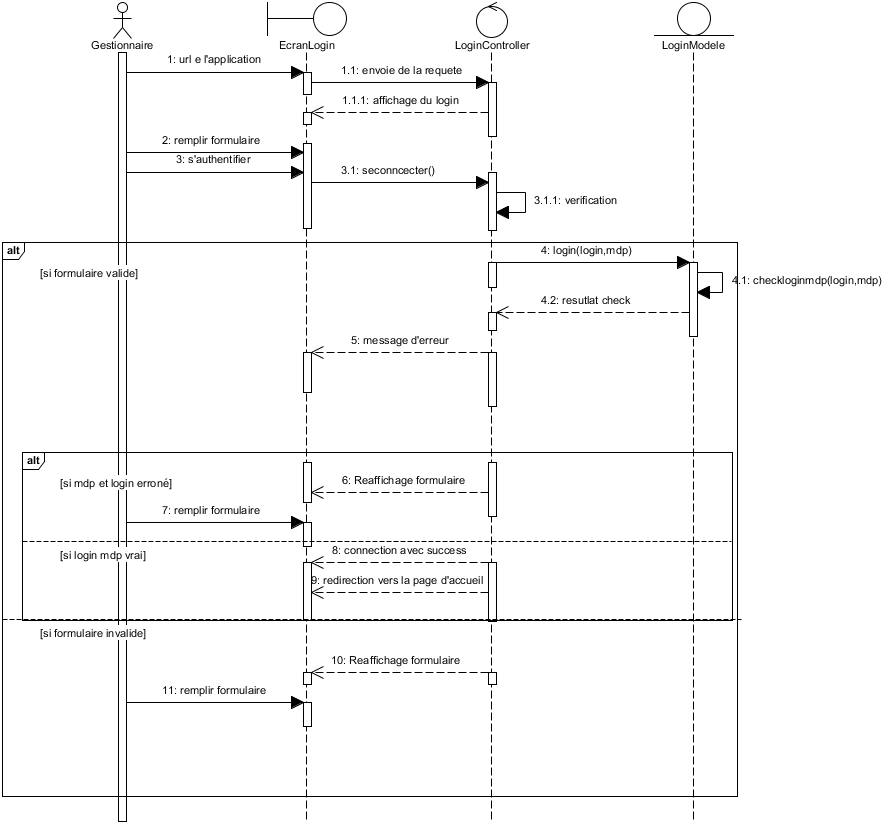 Gestionnaire
EcranLogin
LoginController
LoginModele
1: url e l'application
1.1: envoie de la requete
1.1.1: affichage du login
2: remplir formulaire
3: s'authentifier
3.1: seconncecter()
3.1.1: verification
alt
4: login(login,mdp)
[si formulaire valide]
4.1: checkloginmdp(login,mdp)
4.2: resutlat check
5: message d'erreur
alt
[si mdp et login erroné]
6: Reaffichage formulaire
7: remplir formulaire
[si login mdp vrai]
8: connection avec success
9: redirection vers la page d'accueil
[si formulaire invalide]
10: Reaffichage formulaire
11: remplir formulaire